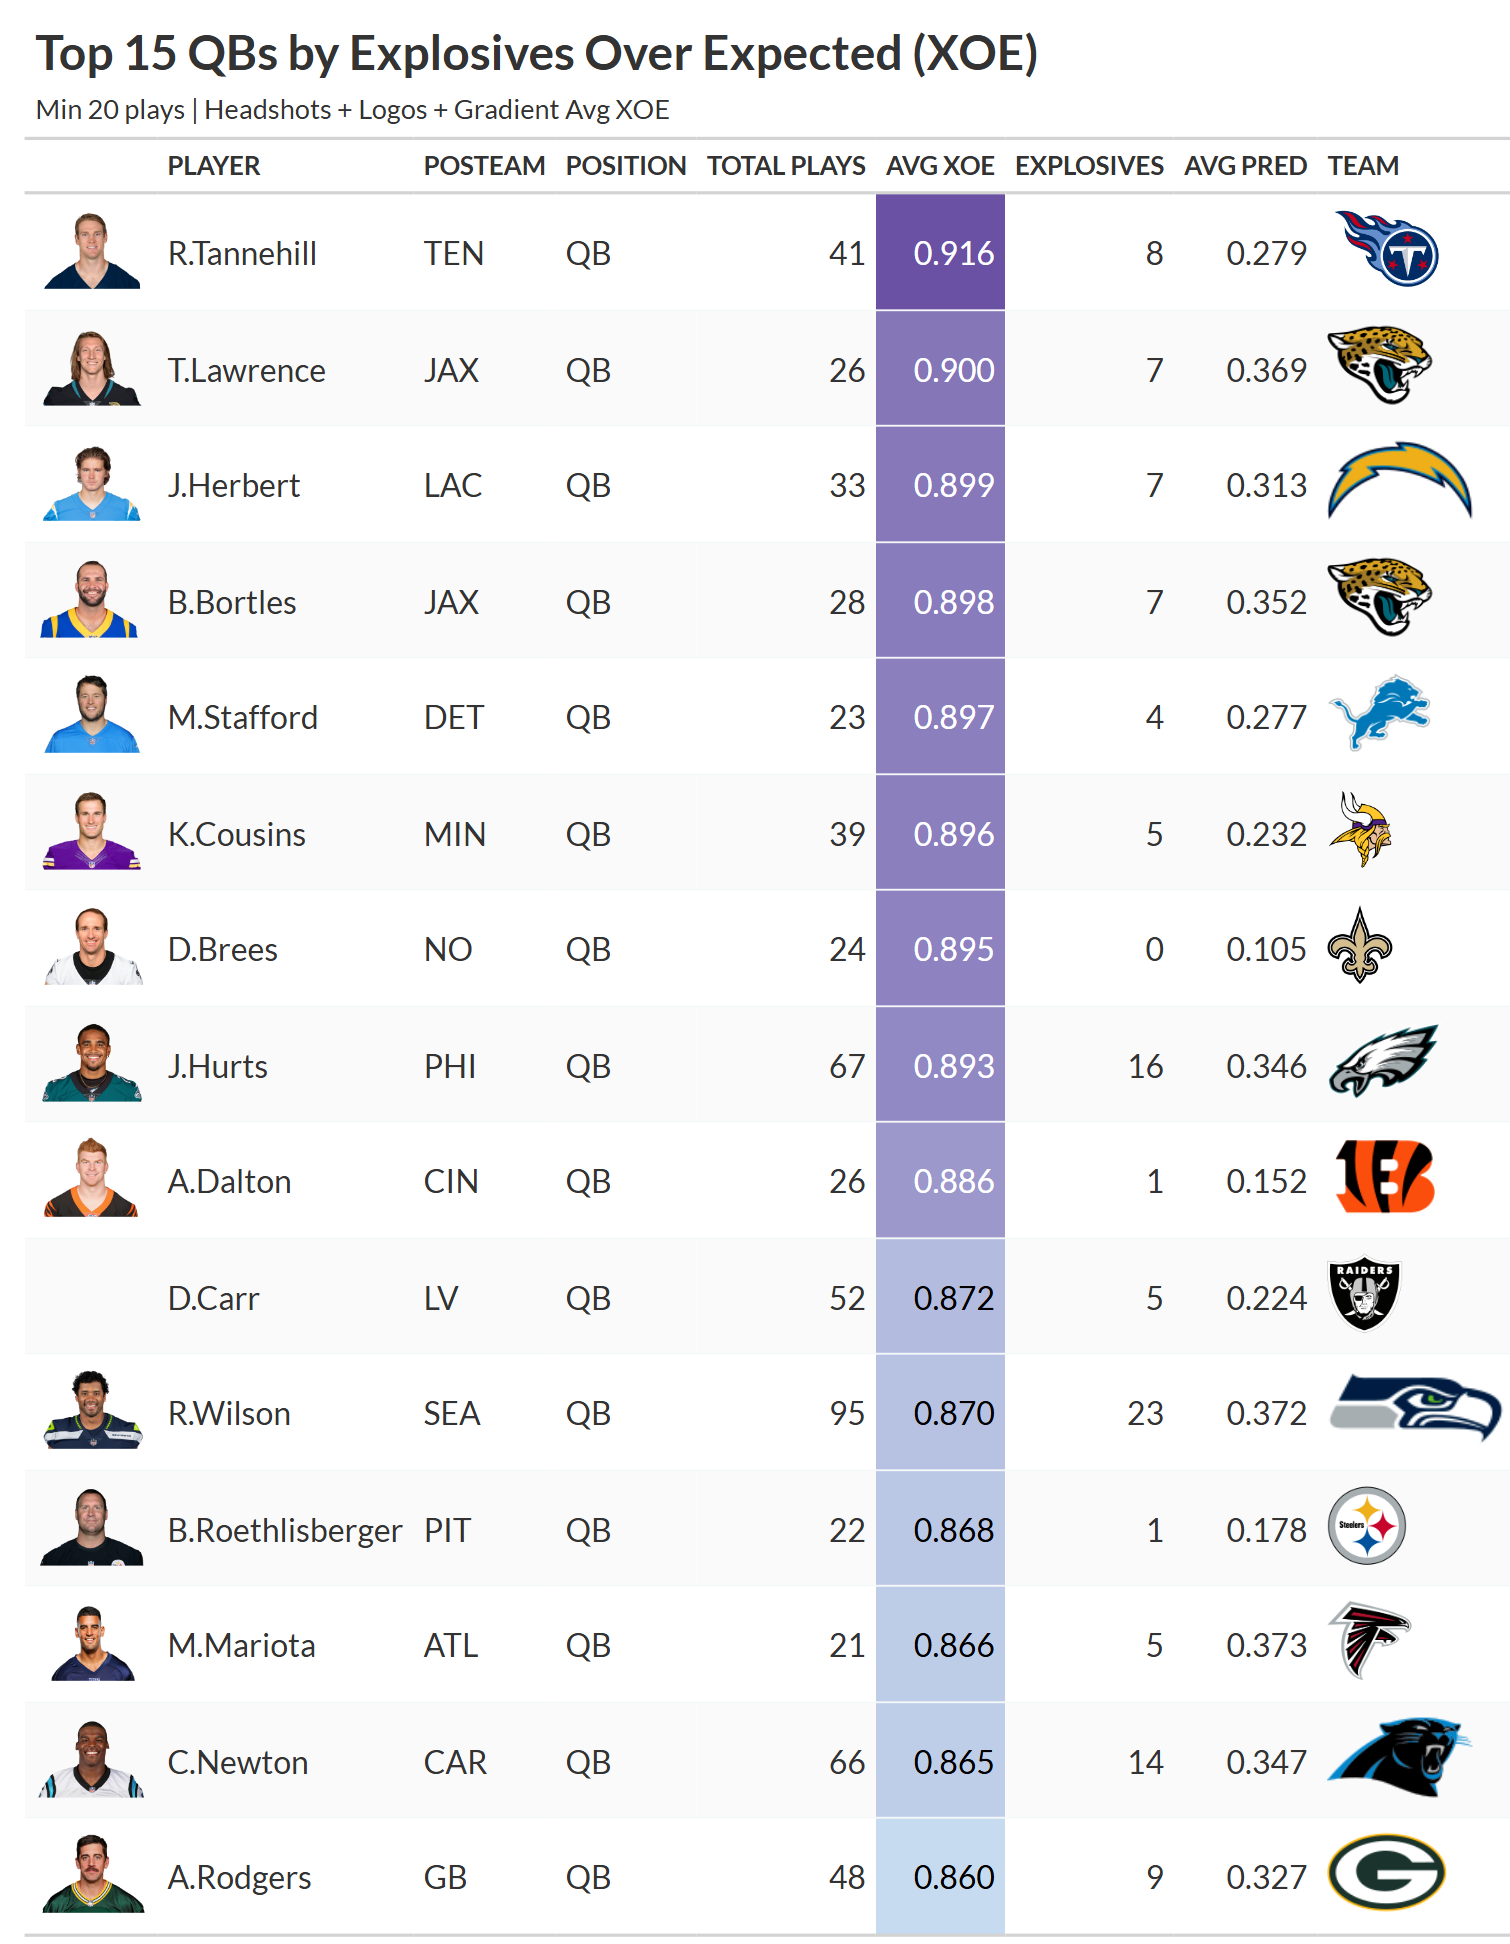 Top 15 QBs by Explosives Over Expected (XOE)
Min 20 plays | Headshots + Logos + Gradient Avg XOE
PLAYER POSTEAM POSITION TOTAL PLAYS AVG XOE EXPLOSIVES AVG PRED TEAM
R.Tannehill TEN QB 41 0.916 8 0.279
T.Lawrence JAX QB 26 0.900 7 0.369
J.Herbert LAC QB 33 0.899 7 0.313
B.Bortles JAX QB 28 0.898 7 0.352
M.Stafford DET QB 23 0.897 4 0.277
K.Cousins MIN QB 39 0.896 5 0.232
D.Brees NO QB 24 0.895 0 0.105
J.Hurts PHI QB 67 0.893 16 0.346
A.Dalton CIN QB 26 0.886 1 0.152
D.Carr LV QB 52 0.872 5 0.224 RAIDERS
R.Wilson SEA QB 95 0.870 23 0.372
B.Roethlisberger PIT QB 22 0.868 1 0.178 Steelers
M.Mariota ATL QB 21 0.866 5 0.373
C.Newton CAR QB 66 0.865 14 0.347
A.Rodgers GB QB 48 0.860 9 0.327 G